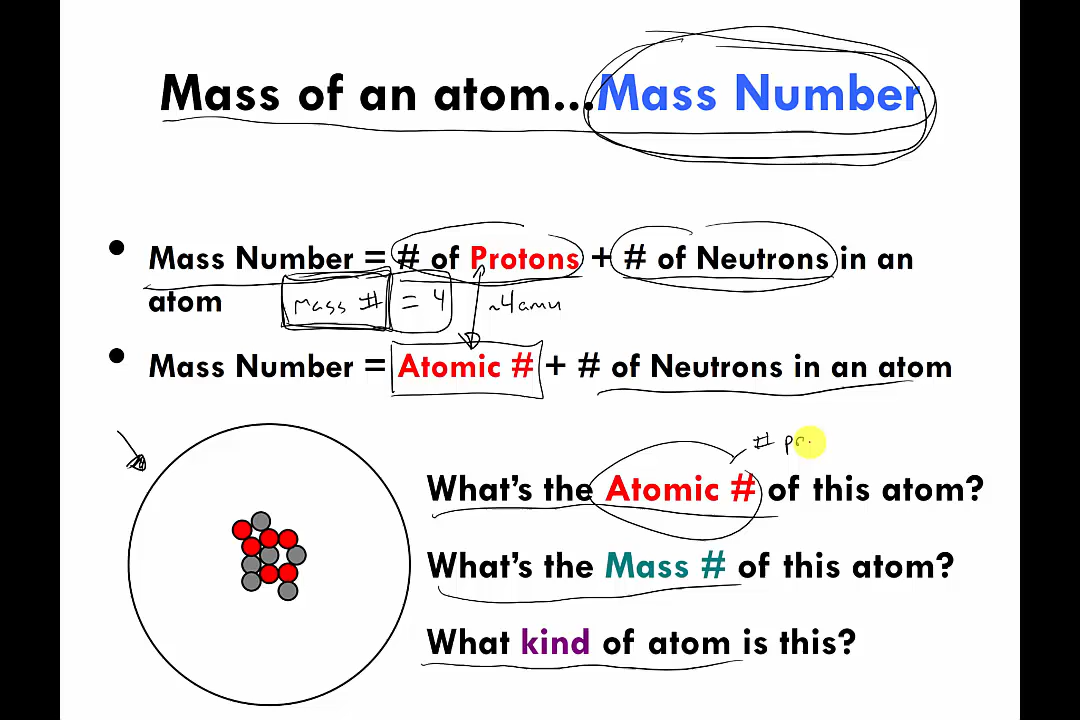 Mass of an atom...Mass Number
• Mass Number = # of Protons + # of Neutrons in an
atom
mass # = 4
~4amu
• Mass Number = Atomic # + # of Neutrons in an atom
#
What's the Atomic # of this atom?
What's the Mass # of this atom?
What kind of atom is this?